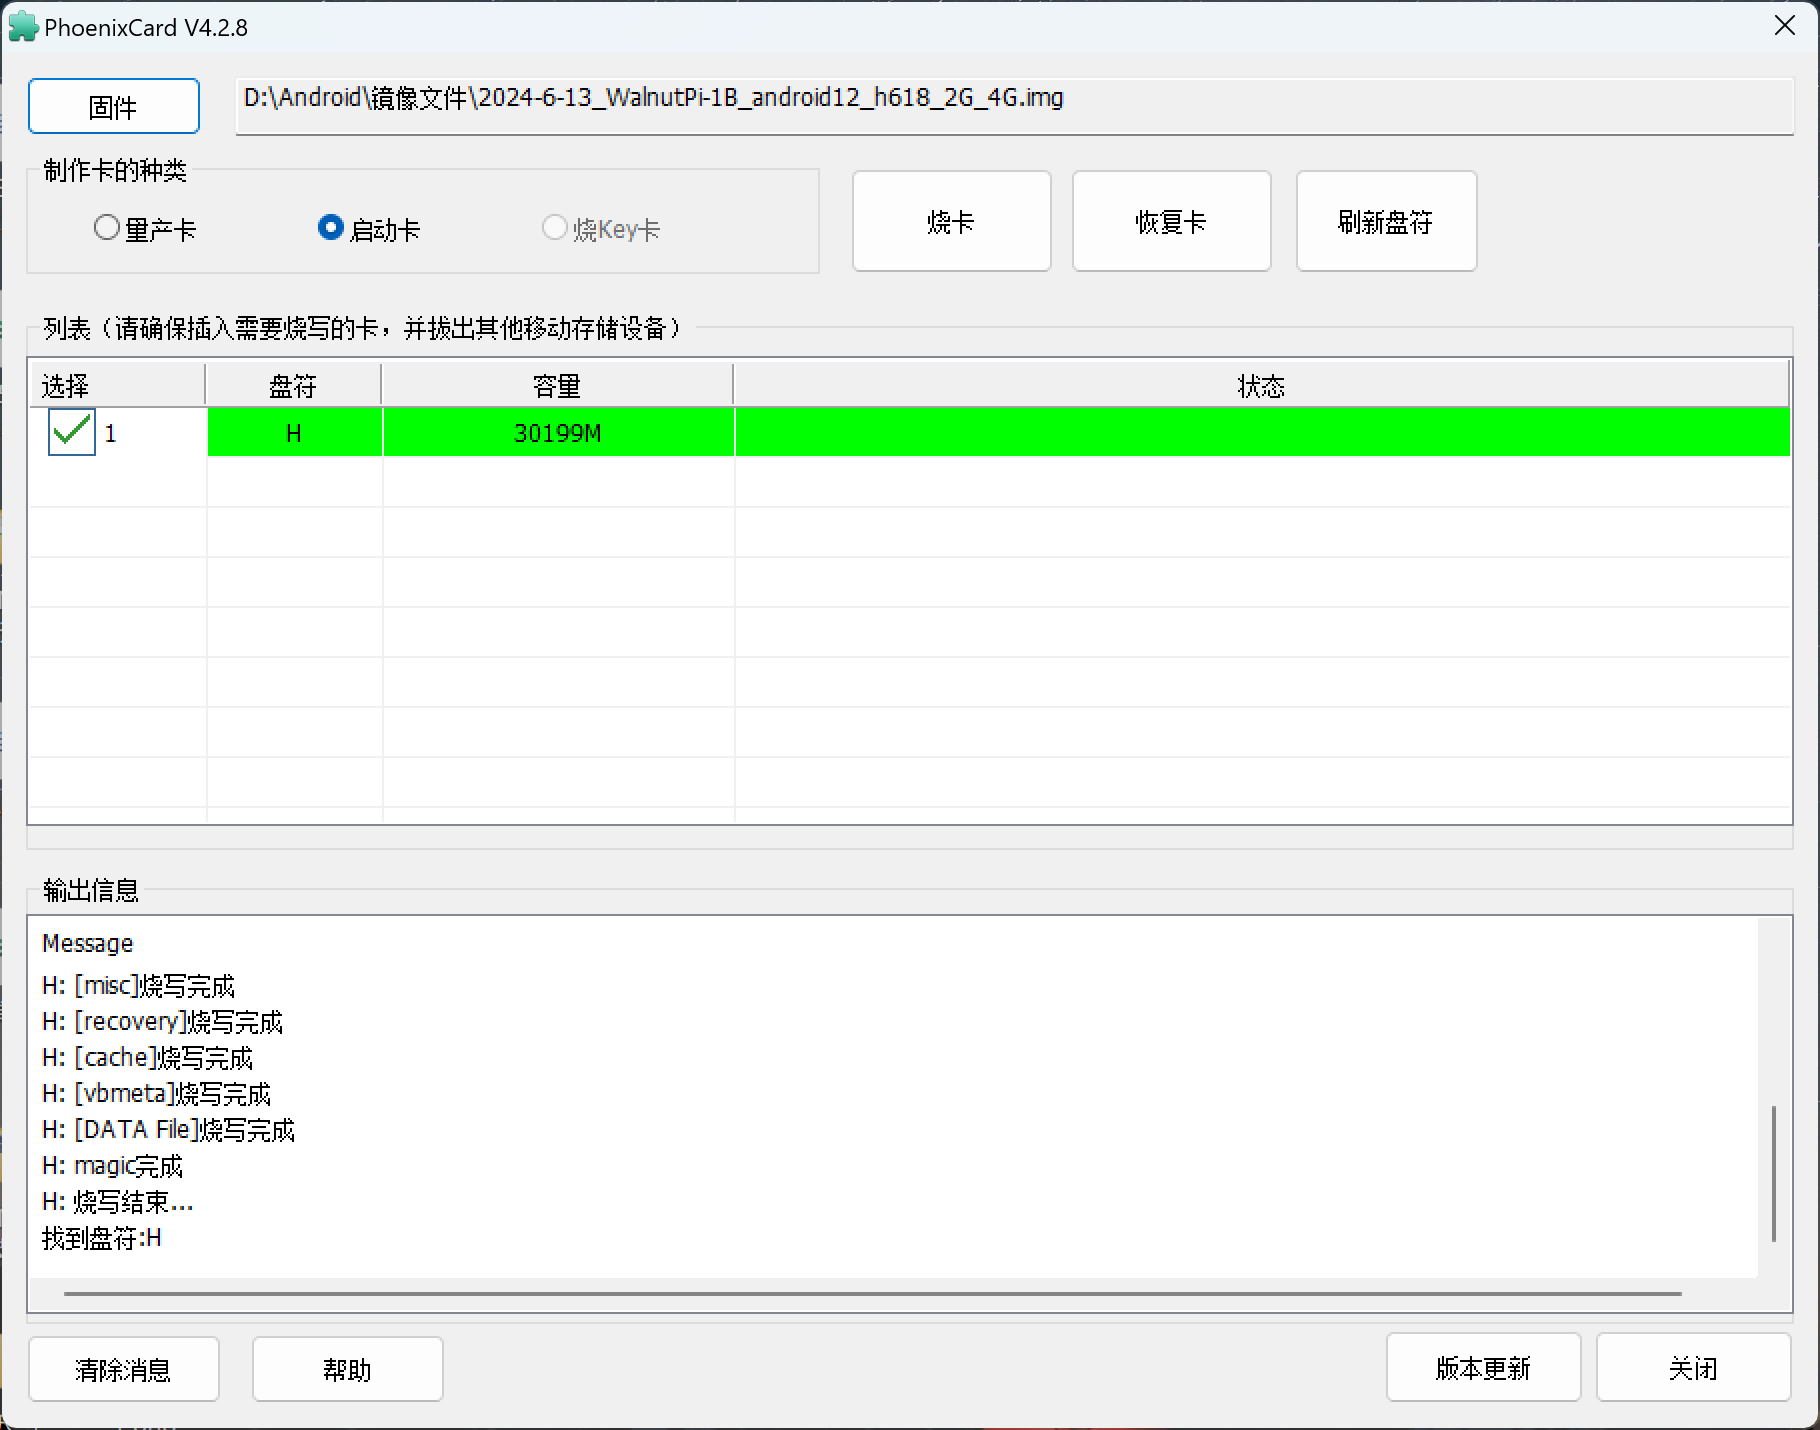 PhoenixCard V4.2.8
固件
D:\Android\镜像文件\2024-6-13_WalnutPi-1B_android12_h618_2G_4G.img
制作卡的种类
量产卡 启动卡 烧Key卡
烧卡 恢复卡 刷新盘符
列表（请确保插入需要烧写的卡，并拔出其他移动存储设备）
选择 盘符 容量 状态
1 H 30199M
输出信息
Message
H: [misc]烧写完成
H: [recovery]烧写完成
H: [cache]烧写完成
H: [vbmeta]烧写完成
H: [DATA File]烧写完成
H: magic完成
H: 烧写结束...
找到盘符:H
清除消息 帮助 版本更新 关闭